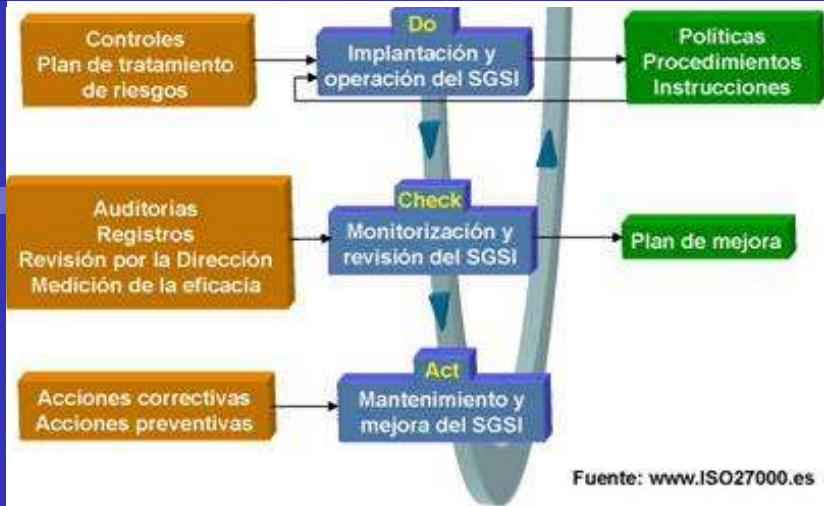 Controles
Plan de tratamiento
de riesgos
Do
Implantación y
operación del SGSI
Políticas
Procedimientos
Instrucciones
Auditorias
Registros
Revisión por la Dirección
Medición de la eficacia
Check
Monitorización y
revisión del SGSI
Plan de mejora
Acciones correctivas
Acciones preventivas
Act
Mantenimiento y
mejora del SGSI
Fuente: www.ISO27000.es